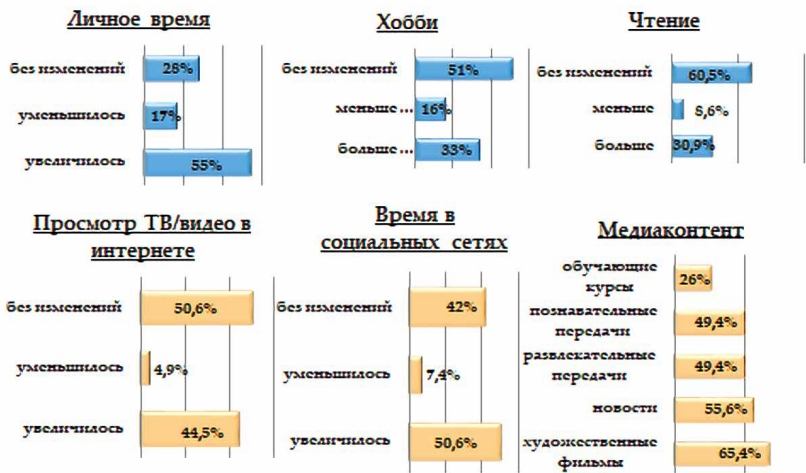 Личное время
без изменений 28%
уменьшилось 17%
увеличилось 55%
Хобби
без изменений 51%
меньше ... 16%
больше ... 33%
Чтение
без изменений 60,5%
меньше 8,6%
больше 30,9%
Просмотр ТВ/видео в
интернете
без изменений 50,6%
уменьшилось 4,9%
увеличилось 44,5%
Время в
социальных сетях
без изменений 42%
уменьшилось 7,4%
увеличилось 50,6%
Медиаконтент
обучающие
курсы 26%
познавательные
передачи 49,4%
развлекательные
передачи 49,4%
новости 55,6%
художественные
фильмы 65,4%